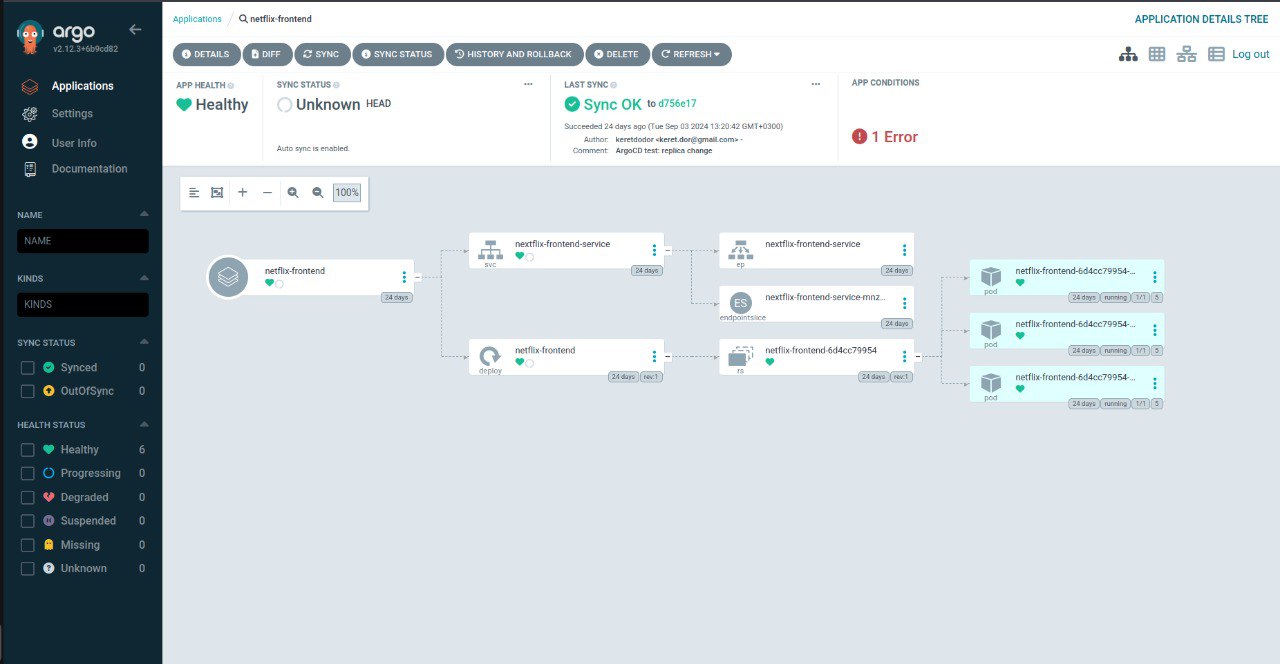 argo
v2.12.3+6b9cd82
Applications
Settings
User Info
Documentation
NAME
NAME
KINDS
KINDS
SYNC STATUS
Synced 0
OutOfSync 0
HEALTH STATUS
Healthy 6
Progressing 0
Degraded 0
Suspended 0
Missing 0
Unknown 0
Applications / netflix-frontend
APPLICATION DETAILS TREE
DETAILS DIFF SYNC SYNC STATUS HISTORY AND ROLLBACK DELETE REFRESH
Log out
APP HEALTH
Healthy
SYNC STATUS
Unknown HEAD
Auto sync is enabled.
LAST SYNC
Sync OK to d756e17
Succeeded 24 days ago (Tue Sep 03 2024 13:20:42 GMT+0300)
Author: keretdodor <keret.dor@gmail.com> -
Comment: ArgoCD test: replica change
APP CONDITIONS
1 Error
100%
netflix-frontend
24 days
svc
nextflix-frontend-service
24 days
deploy
netflix-frontend
24 days rev:1
ep
nextflix-frontend-service
24 days
ES
endpointslice
nextflix-frontend-service-mnz...
24 days
rs
netflix-frontend-6d4cc79954
24 days rev:1
pod
netflix-frontend-6d4cc79954-...
24 days running 1/1 5
pod
netflix-frontend-6d4cc79954-...
24 days running 1/1 5
pod
netflix-frontend-6d4cc79954-...
24 days running 1/1 5